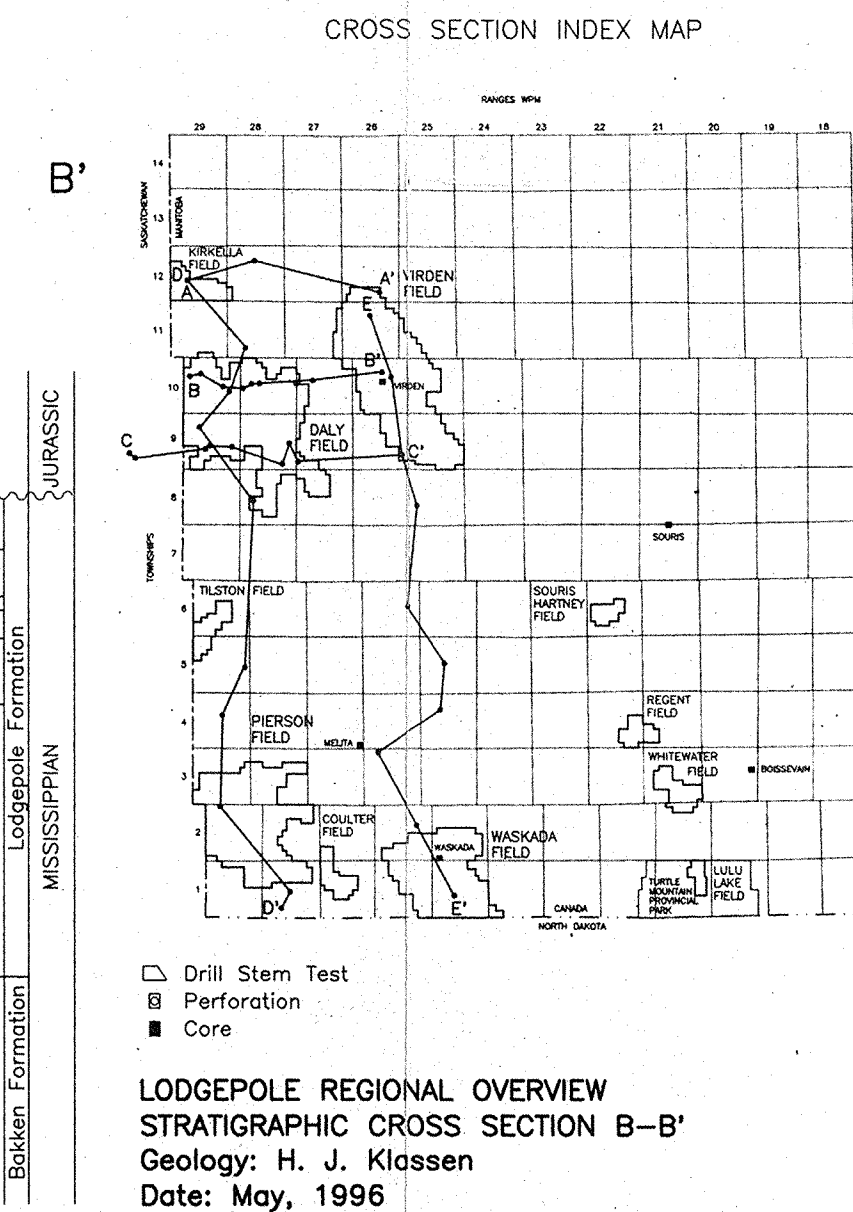 CROSS SECTION INDEX MAP
RANGES WPM
29 28 27 26 25 24 23 22 21 20 19 18
B'
14
SASKATCHEWAN
MANITOBA
13
KIRKELLA
FIELD
D
12
A
A'
VIRDEN
FIELD
E
11
B'
10
B
VIRDEN
JURASSIC
DALY
FIELD
C
9
C'
8
SOURIS
TOWNSHIPS
7
TILSTON FIELD
SOURIS
HARTNEY
FIELD
6
5
REGENT
FIELD
4
PIERSON
FIELD
MELITA
WHITEWATER
FIELD
BOISSEVAIN
3
Lodgepole Formation
MISSISSIPPIAN
COULTER
FIELD
2
WASKADA
WASKADA
FIELD
1
TURTLE
MOUNTAIN
PROVINCIAL
PARK
LULU
LAKE
FIELD
D'
E'
CANADA
NORTH DAKOTA
Drill Stem Test
Perforation
Core
Bakken Formation
LODGEPOLE REGIONAL OVERVIEW
STRATIGRAPHIC CROSS SECTION B-B'
Geology: H. J. Klassen
Date: May, 1996